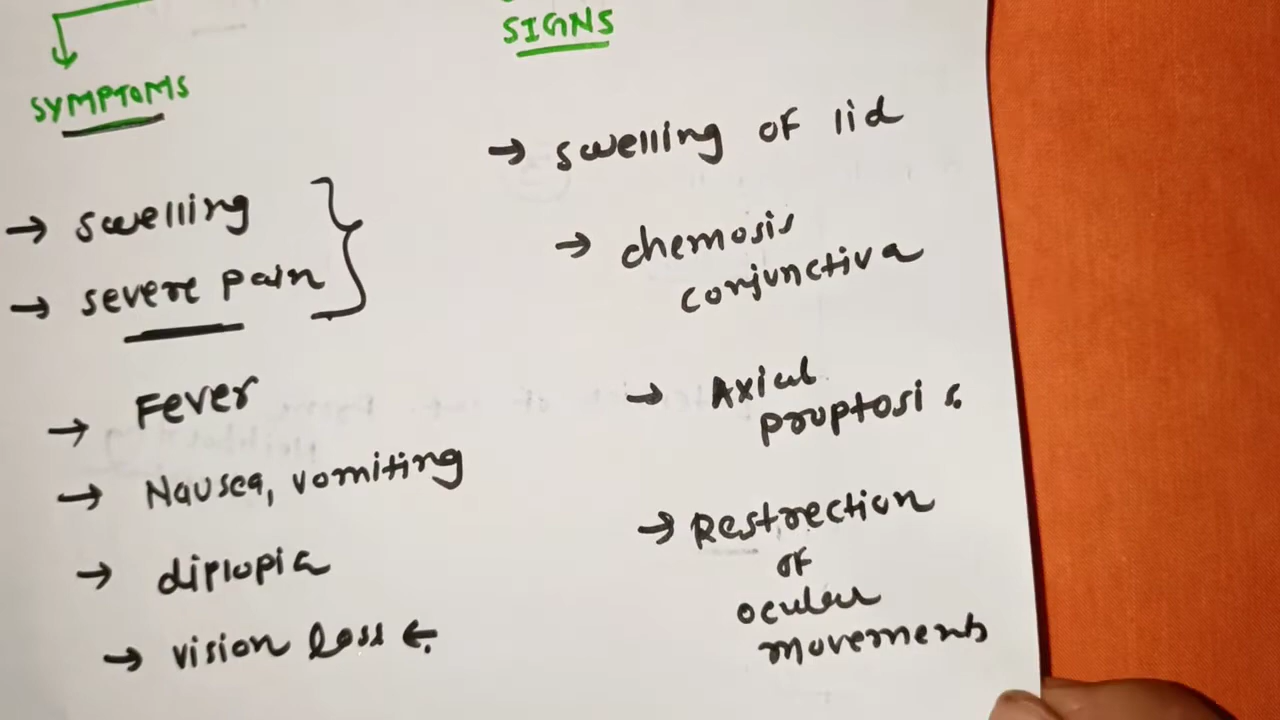 SYMPTOMS
→ swelling
→ severe pain
→ Fever
→ Nausea, vomiting
→ diplopia
→ vision loss ←
SIGNS
→ swelling of lid
→ chemosis
conjunctiva
→ Axial
proptosis
→ Restrection
of
ocular
movements